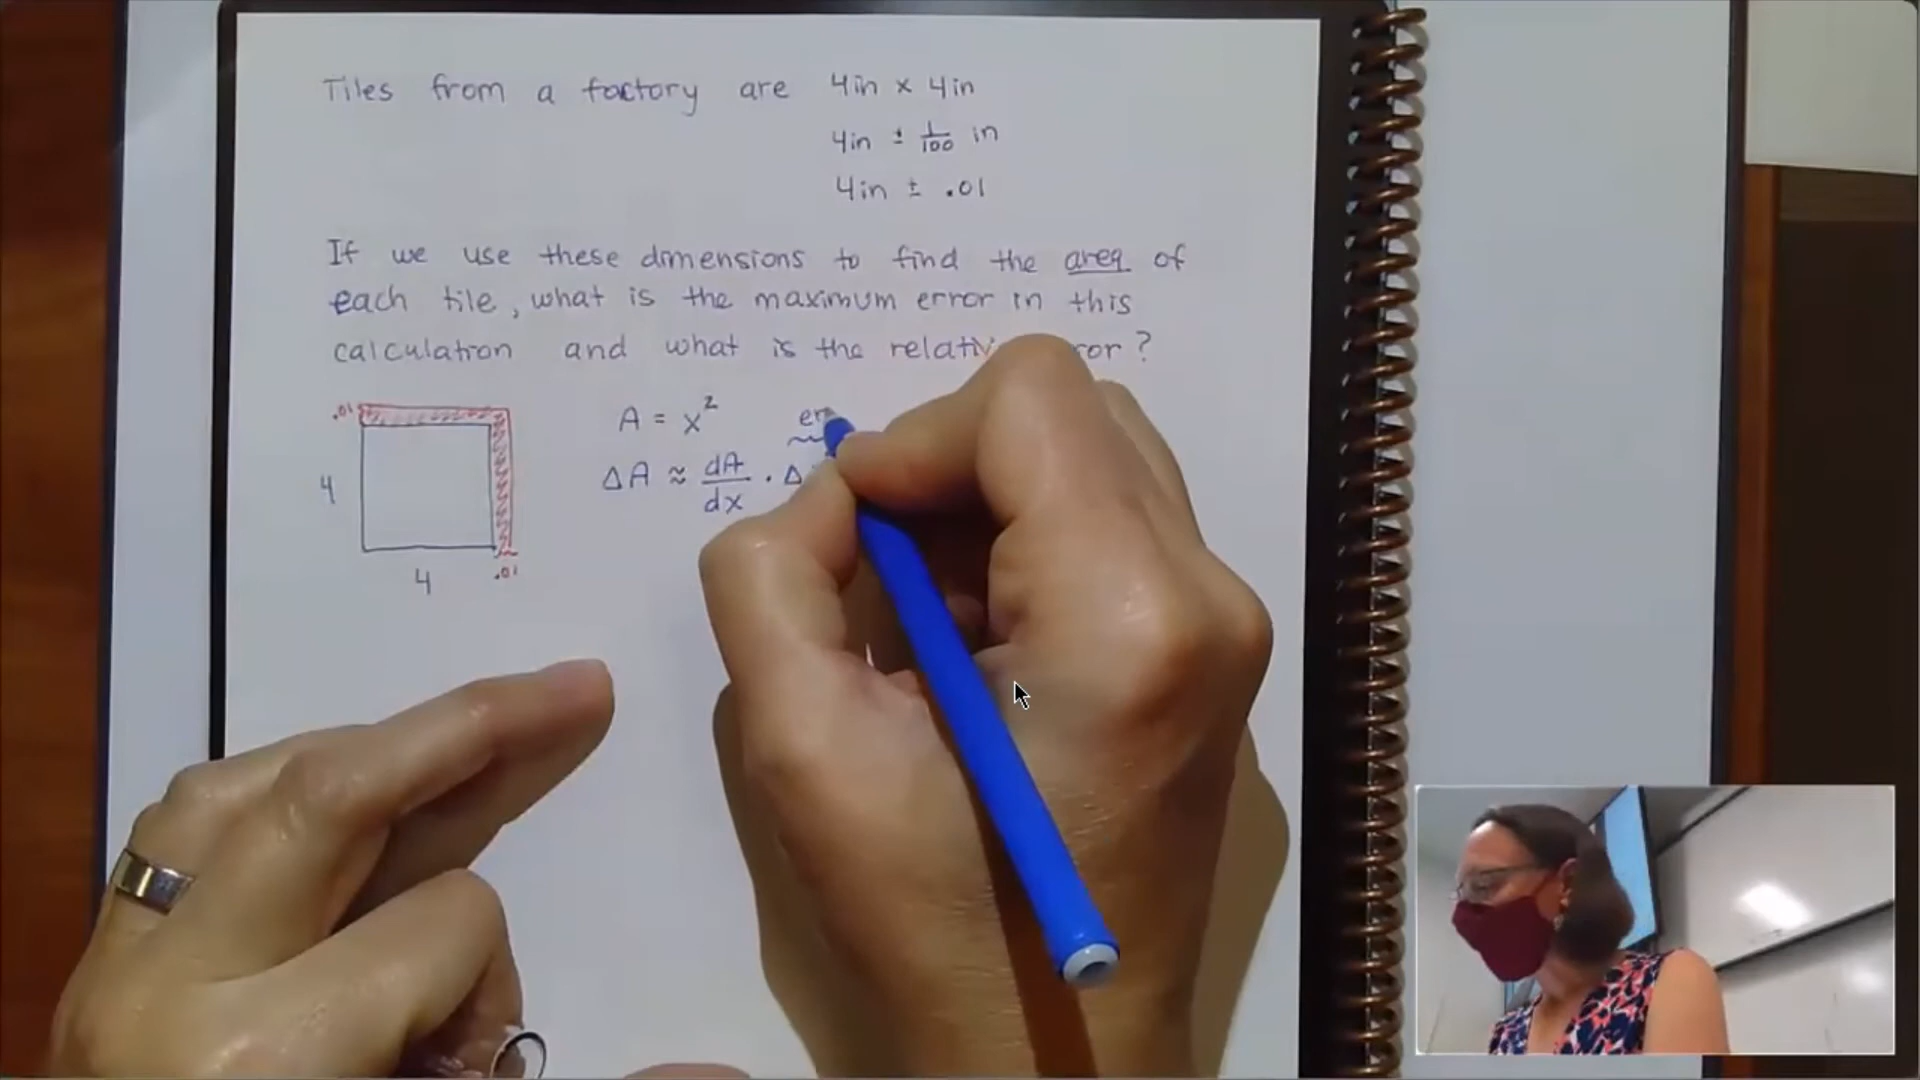 Tiles from a factory are 4in x 4in
4in ± 1/100 in
4in ± .01
If we use these dimensions to find the area of
each tile, what is the maximum error in this
calculation and what is the ?
.01
4
4
.01
A = x²
ΔA ≈ dA/dx · Δ